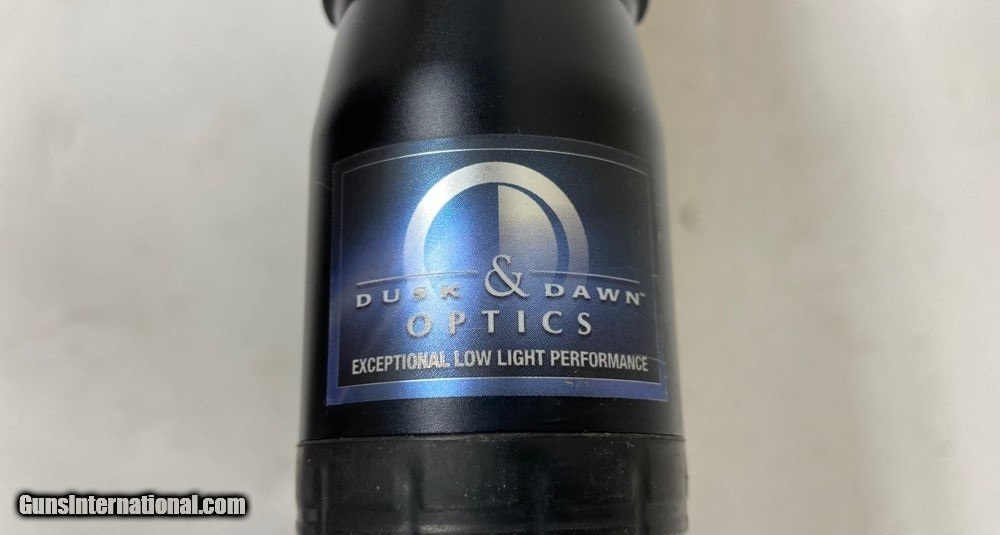 DUSK & DAWN™
OPTICS
EXCEPTIONAL LOW LIGHT PERFORMANCE
GunsInternational.com